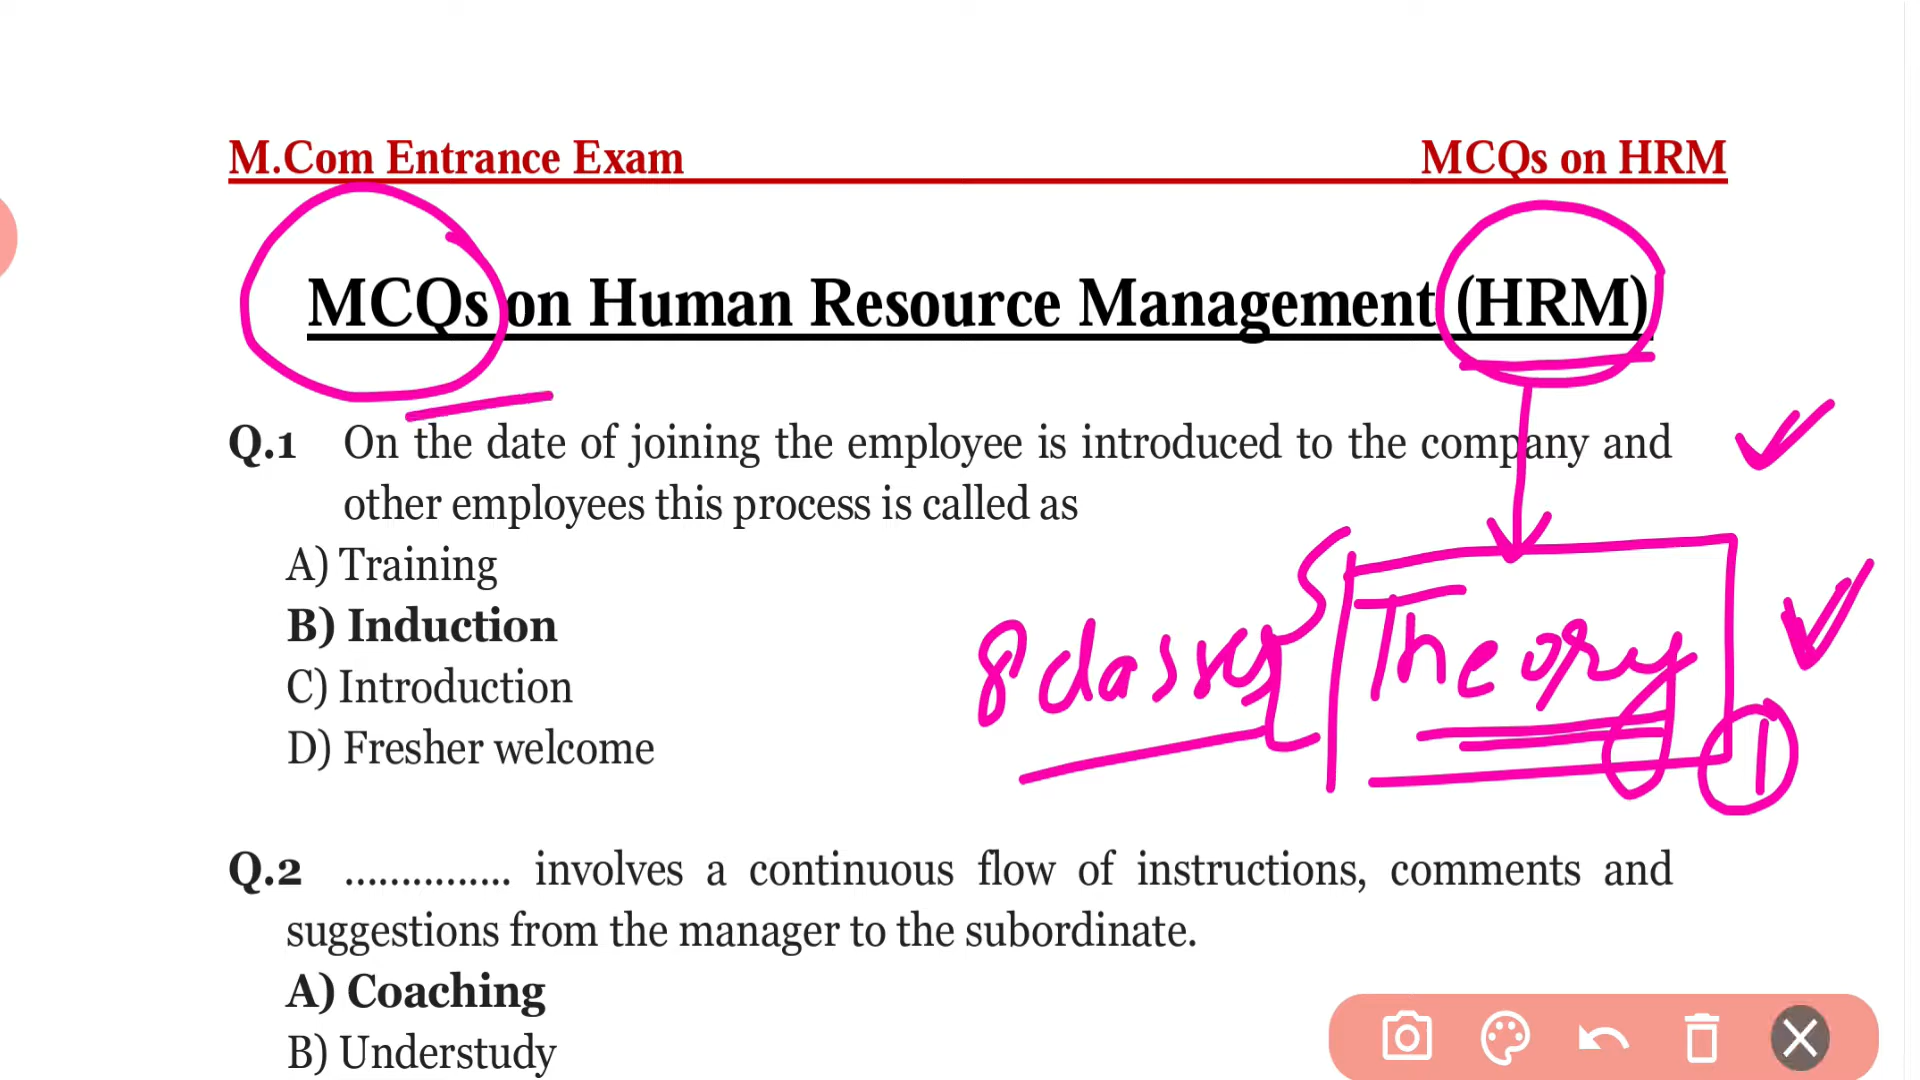 M.Com Entrance Exam MCQs on HRM
MCQs on Human Resource Management (HRM)
Q.1 On the date of joining the employee is introduced to the company and
other employees this process is called as
A) Training
B) Induction
C) Introduction
D) Fresher welcome
8 classes
Theory
1
Q.2 ............... involves a continuous flow of instructions, comments and
suggestions from the manager to the subordinate.
A) Coaching
B) Understudy